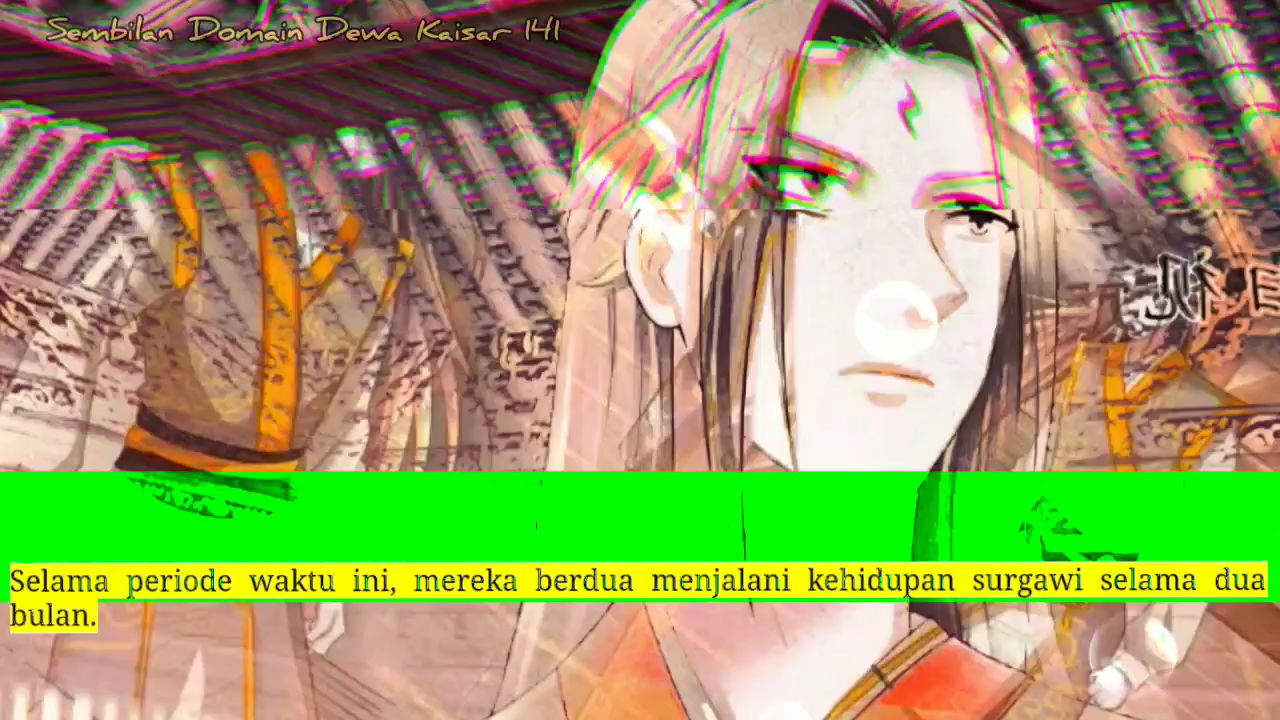 Sembilan Domain Dewa Kaisar 141
Selama periode waktu ini, mereka berdua menjalani kehidupan surgawi selama dua
bulan.